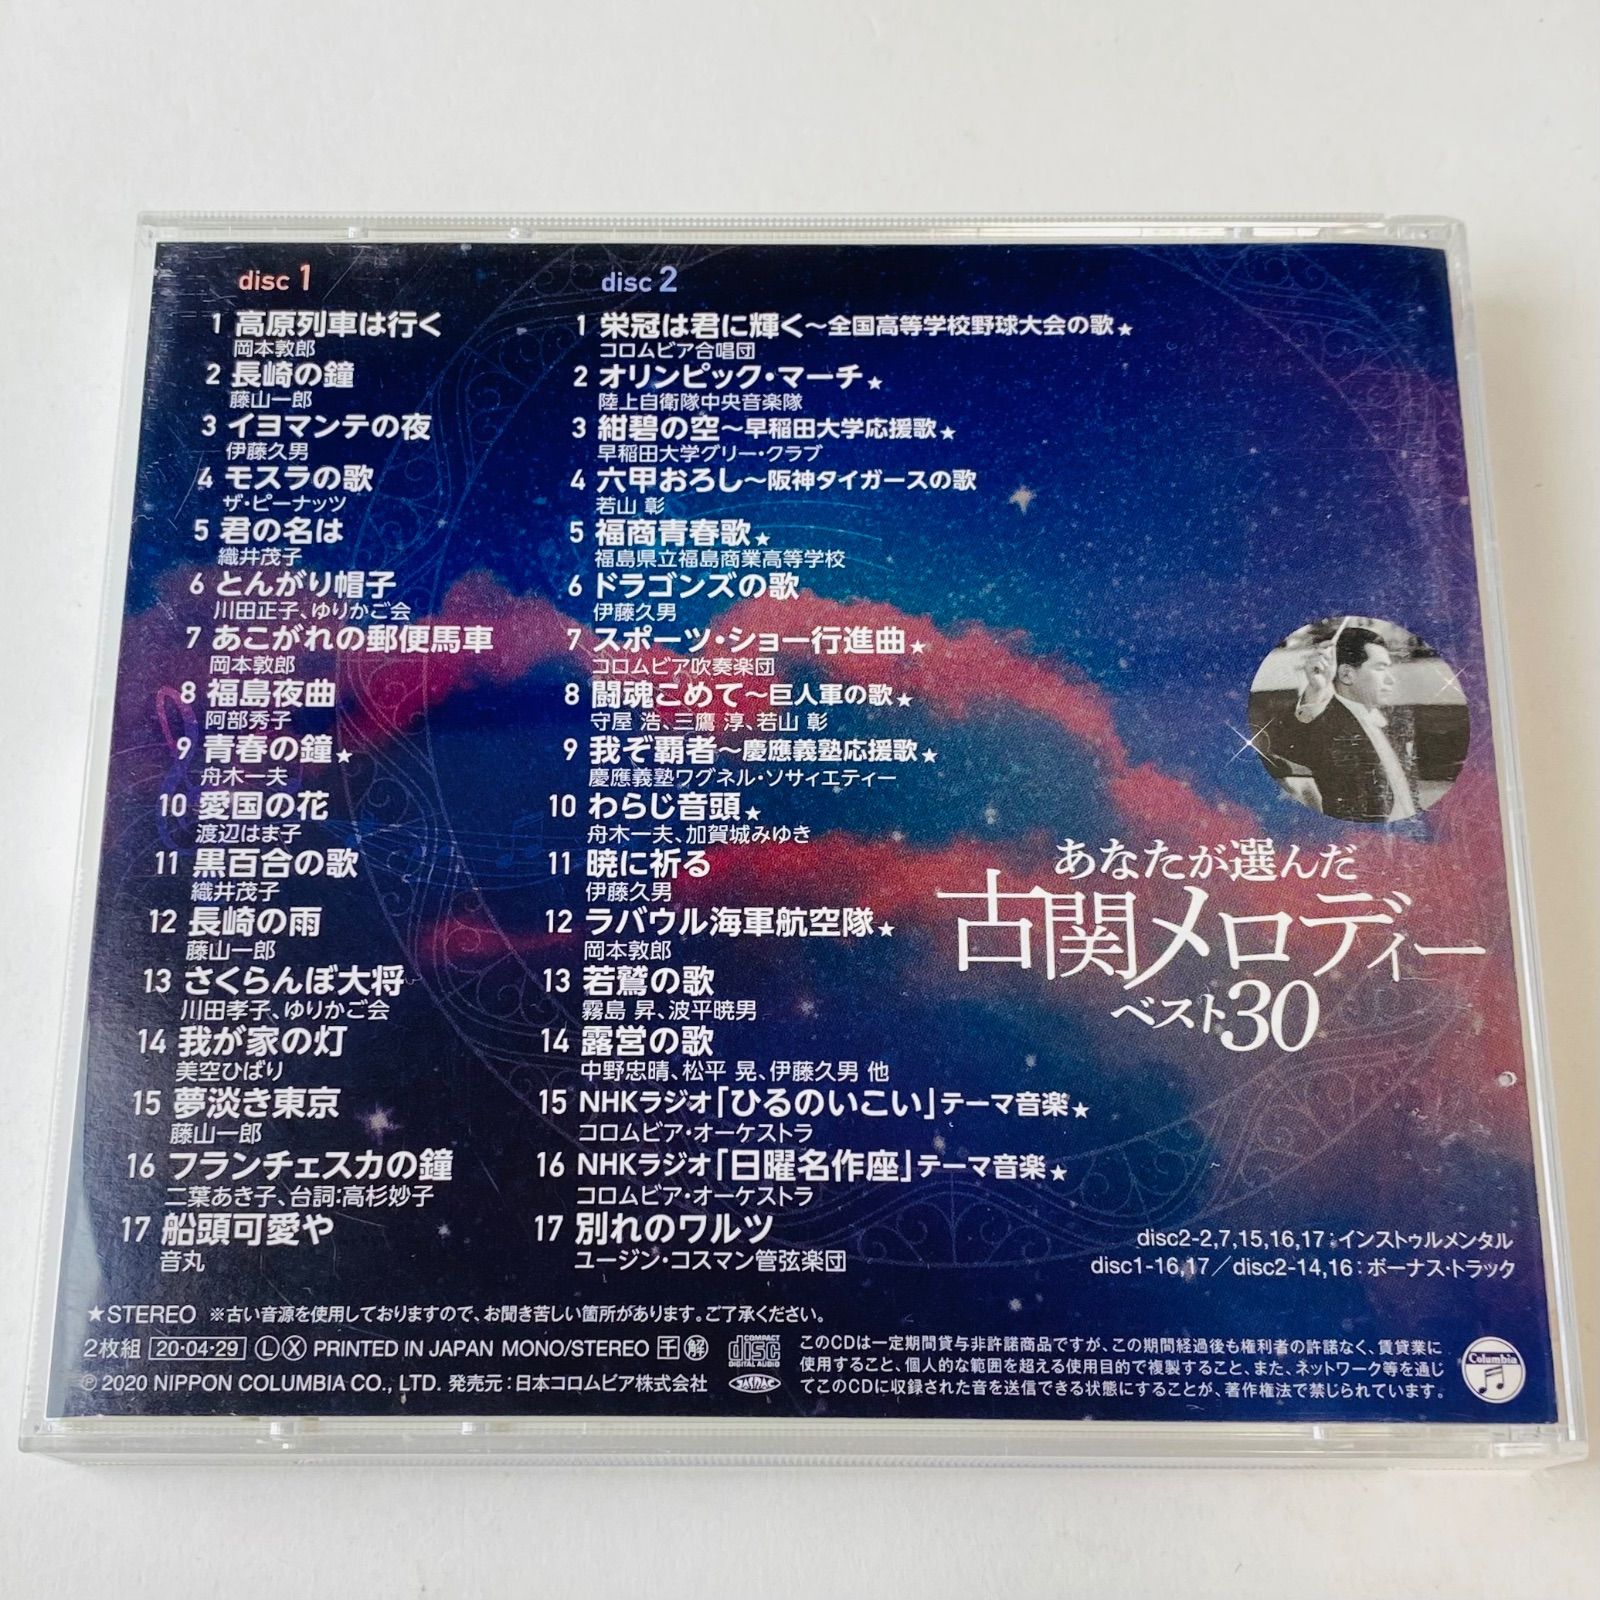 disc 1
1 高原列車は行く
岡本敦郎
2 長崎の鐘
藤山一郎
3 イヨマンテの夜
伊藤久男
4 モスラの歌
ザ・ピーナッツ
5 君の名は
織井茂子
6 とんがり帽子
川田正子、ゆりかご会
7 あこがれの郵便馬車
岡本敦郎
8 福島夜曲
阿部秀子
9 青春の鐘★
舟木一夫
10 愛国の花
渡辺はま子
11 黒百合の歌
織井茂子
12 長崎の雨
藤山一郎
13 さくらんぼ大将
川田孝子、ゆりかご会
14 我が家の灯
美空ひばり
15 夢淡き東京
藤山一郎
16 フランチェスカの鐘
二葉あき子、台詞:高杉妙子
17 船頭可愛や
音丸
disc 2
1 栄冠は君に輝く～全国高等学校野球大会の歌★
コロムビア合唱団
2 オリンピック・マーチ★
陸上自衛隊中央音楽隊
3 紺碧の空～早稲田大学応援歌★
早稲田大学グリー・クラブ
4 六甲おろし～阪神タイガースの歌
若山 彰
5 福商青春歌★
福島県立福島商業高等学校
6 ドラゴンズの歌
伊藤久男
7 スポーツ・ショー行進曲★
コロムビア吹奏楽団
8 闘魂こめて～巨人軍の歌★
守屋 浩、三鷹 淳、若山 彰
9 我ぞ覇者～慶應義塾応援歌★
慶應義塾ワグネル・ソサィエティー
10 わらじ音頭★
舟木一夫、加賀城みゆき
11 暁に祈る
伊藤久男
12 ラバウル海軍航空隊★
岡本敦郎
13 若鷲の歌
霧島 昇、波平暁男
14 露営の歌
中野忠晴、松平 晃、伊藤久男 他
15 NHKラジオ「ひるのいこい」テーマ音楽★
コロムビア・オーケストラ
16 NHKラジオ「日曜名作座」テーマ音楽★
コロムビア・オーケストラ
17 別れのワルツ
ユージン・コスマン管弦楽団
あなたが選んだ
古関メロディー
ベスト30
disc2-2,7,15,16,17:インストゥルメンタル
disc1-16,17／disc2-14,16:ボーナス・トラック
★STEREO ※古い音源を使用しておりますので、お聞き苦しい箇所があります。ご了承ください。
2枚組 20・04・29 Ⓛ Ⓧ PRINTED IN JAPAN MONO/STEREO 〒 解
COMPACT disc DIGITAL AUDIO
℗ 2020 NIPPON COLUMBIA CO., LTD. 発売元:日本コロムビア株式会社
JASRAC
このCDは一定期間貸与非許諾商品ですが、この期間経過後も権利者の許諾なく、賃貸業に
使用すること、個人的な範囲を超える使用目的で複製すること、また、ネットワーク等を通じ
てこのCDに収録された音を送信できる状態にすることが、著作権法で禁じられています。
Columbia